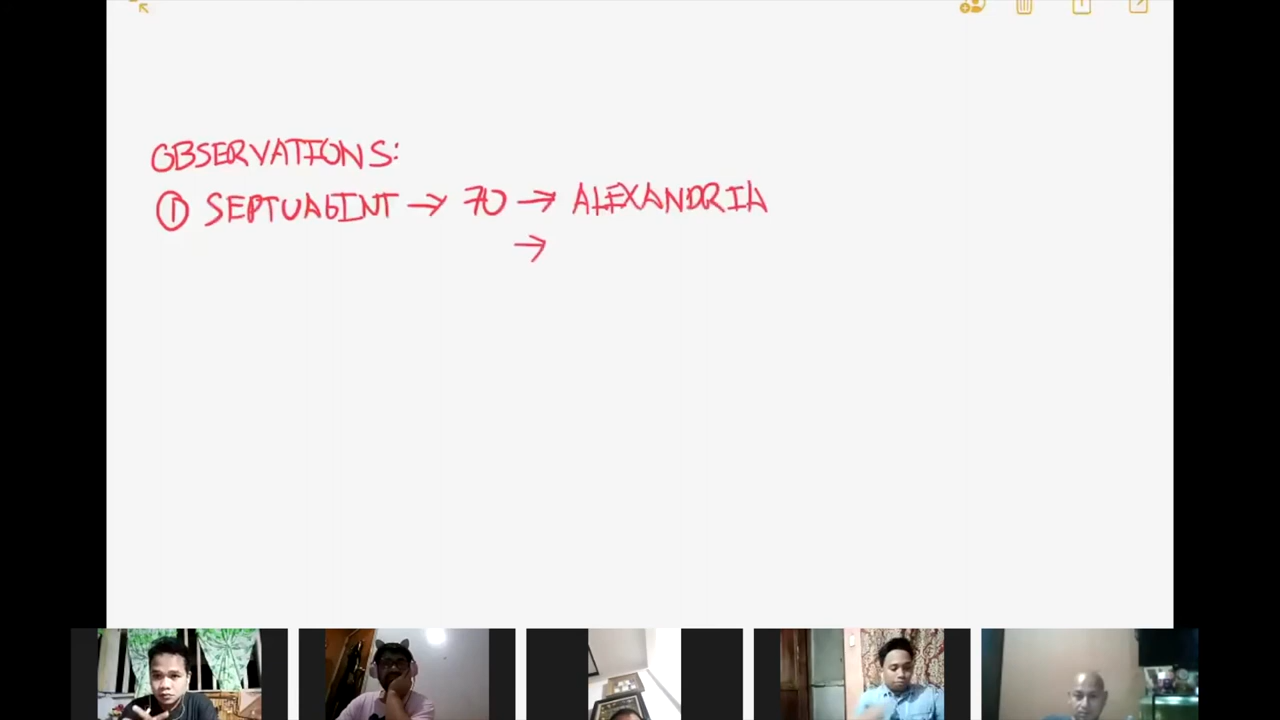 OBSERVATIONS:
① SEPTUAGINT → 70 → ALEXANDRIA
→